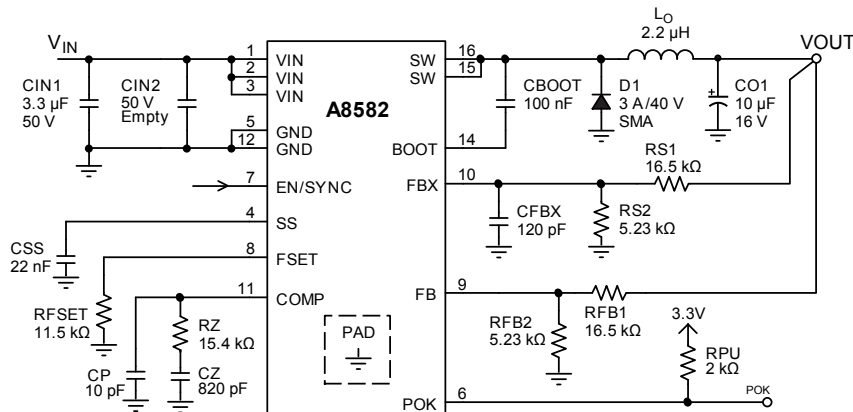 V_IN
CIN1
3.3 µF
50 V
CIN2
50 V
Empty
1
2
3
5
12
7
4
8
11
VIN
VIN
VIN
GND
GND
EN/SYNC
SS
FSET
COMP
A8582
PAD
SW
SW
BOOT
FBX
FB
POK
16
15
14
10
9
6
CSS
22 nF
RFSET
11.5 kΩ
CP
10 pF
RZ
15.4 kΩ
CZ
820 pF
L_O
2.2 µH
VOUT
CBOOT
100 nF
D1
3 A/40 V
SMA
+
CO1
10 µF
16 V
RS1
16.5 kΩ
CFBX
120 pF
RS2
5.23 kΩ
RFB2
5.23 kΩ
RFB1
16.5 kΩ
3.3V
RPU
2 kΩ
POK